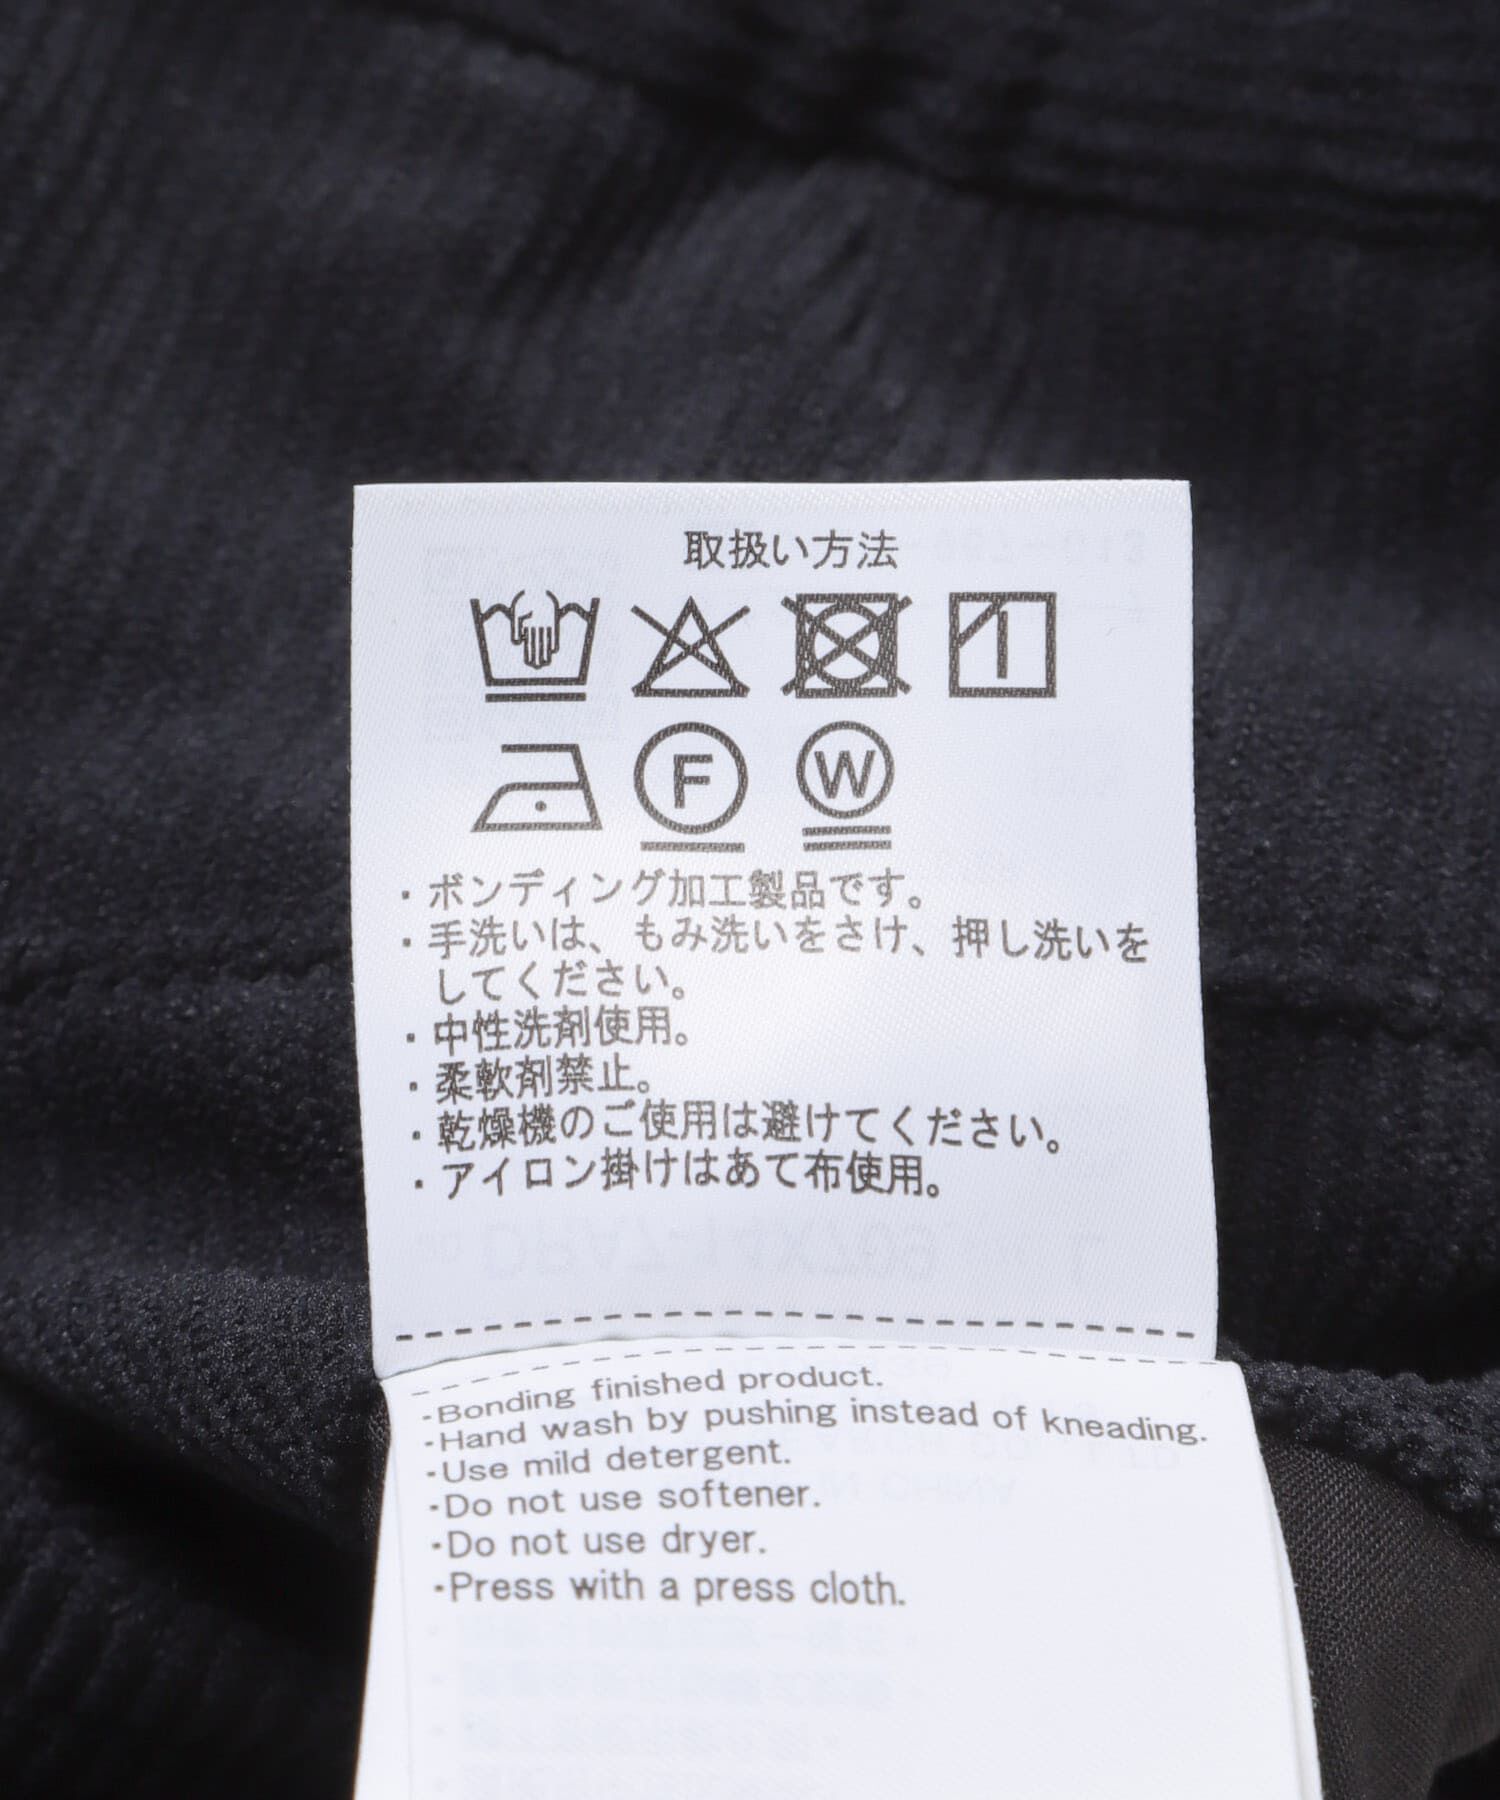 取扱い方法
F W
・ボンディング加工製品です。
・手洗いは、もみ洗いをさけ、押し洗いを
してください。
・中性洗剤使用。
・柔軟剤禁止。
・乾燥機のご使用は避けてください。
・アイロン掛けはあて布使用。
・Bonding finished product.
・Hand wash by pushing instead of kneading.
・Use mild detergent.
・Do not use softener.
・Do not use dryer.
・Press with a press cloth.